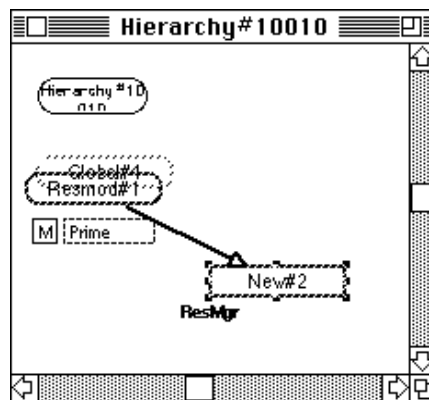 Hierarchy#10010
Hierarchy #10
010
Global#1
Resmod#1
M Prime
New#2
ResMgr